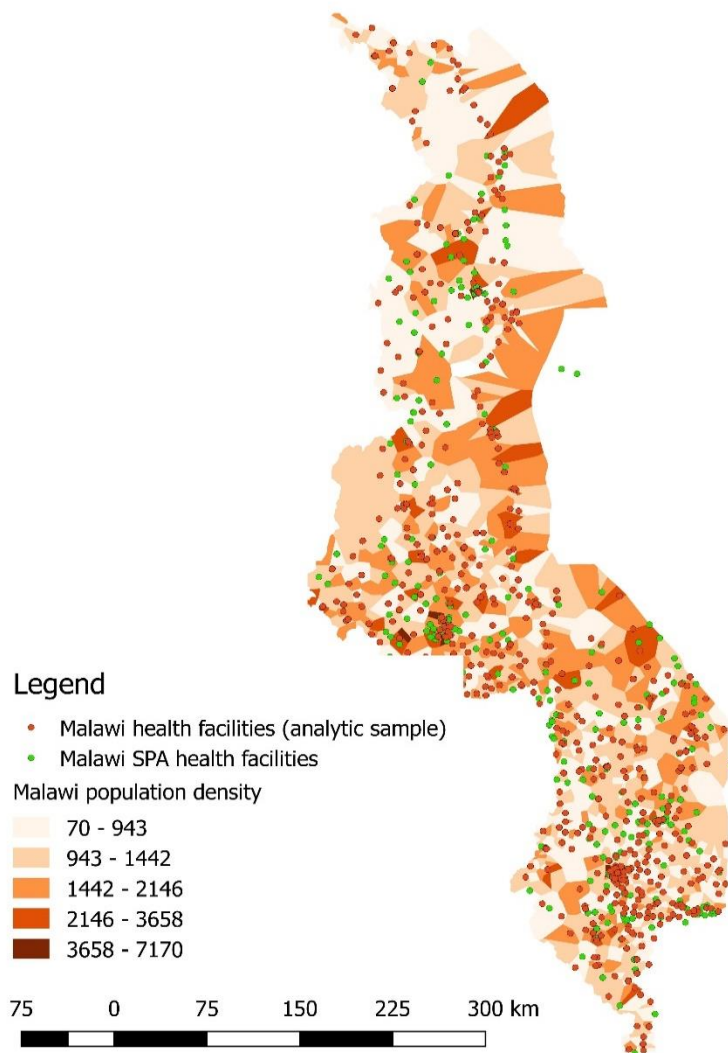 Legend
Malawi health facilities (analytic sample)
Malawi SPA health facilities
Malawi population density
70 - 943
943 - 1442
1442 - 2146
2146 - 3658
3658 - 7170
75 0 75 150 225 300 km